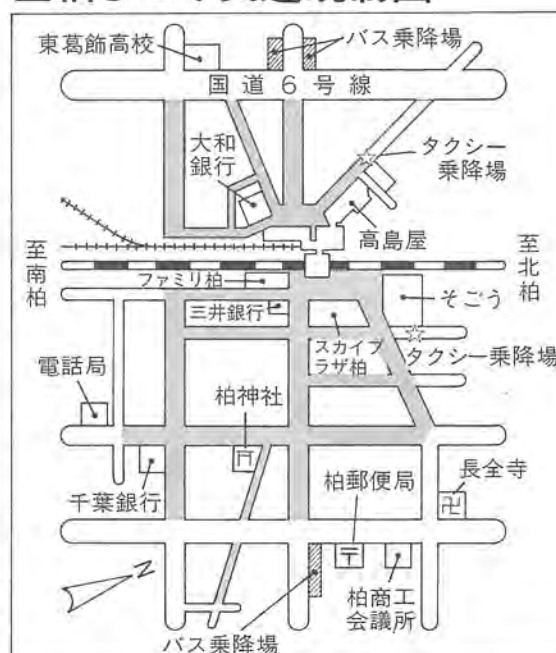 東葛飾高校
バス乗降場
国道6号線
大和
銀行
タクシー
乗降場
高島屋
至南柏
至北柏
ファミリ柏
そごう
三井銀行
スカイプ
ラザ柏
タクシー乗降場
電話局
柏神社
千葉銀行
柏郵便局
長全寺
卍
〒
N
柏商工
会議所
バス乗降場